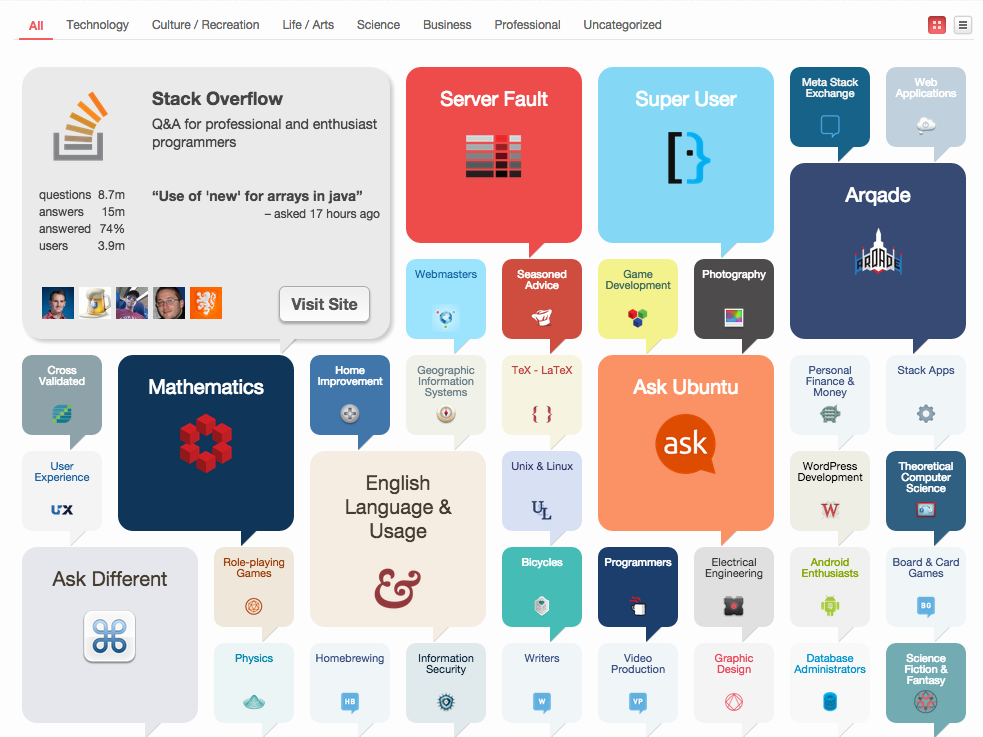 All Technology Culture / Recreation Life / Arts Science Business Professional Uncategorized
Stack Overflow
Q&A for professional and enthusiast
programmers
questions 8.7m
answers 15m
answered 74%
users 3.9m
“Use of 'new' for arrays in java”
– asked 17 hours ago
Visit Site
Server Fault
Super User
Meta Stack
Exchange
Web
Applications
Arqade
ARQADE
Webmasters
Seasoned
Advice
Game
Development
Photography
Cross
Validated
Mathematics
Home
Improvement
Geographic
Information
Systems
TeX - LaTeX
{ }
Ask Ubuntu
ask
Personal
Finance &
Money
Stack Apps
User
Experience
UX
English
Language &
Usage
&
Unix & Linux
UL
WordPress
Development
W
Theoretical
Computer
Science
Ask Different
Role-playing
Games
Bicycles
Programmers
Electrical
Engineering
Android
Enthusiasts
Board & Card
Games
BG
Physics
Homebrewing
HB
Information
Security
Writers
W
Video
Production
VP
Graphic
Design
Database
Administrators
Science
Fiction &
Fantasy